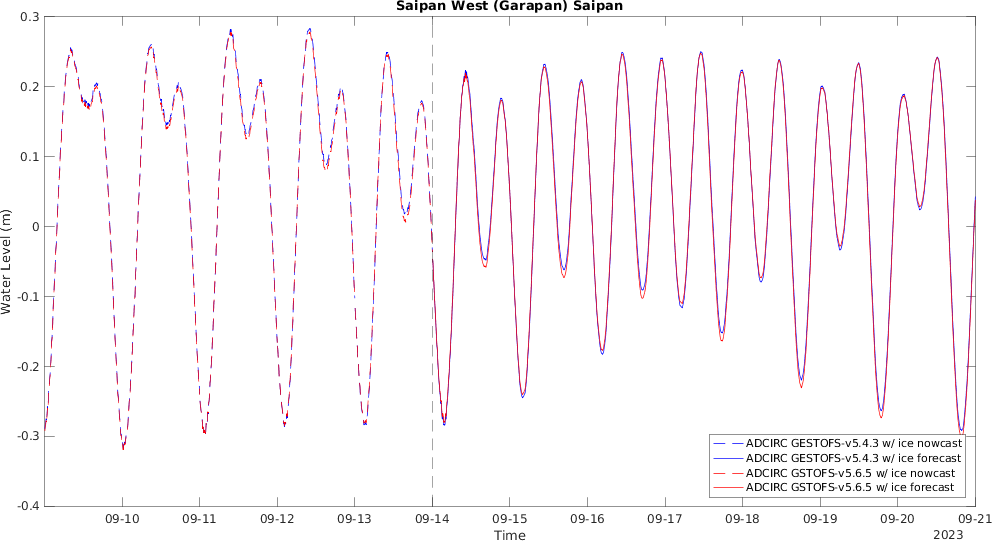 Saipan West (Garapan) Saipan
0.3
0.2
0.1
0
-0.1
-0.2
-0.3
-0.4
Water Level (m)
ADCIRC GESTOFS-v5.4.3 w/ ice nowcast
ADCIRC GESTOFS-v5.4.3 w/ ice forecast
ADCIRC GSTOFS-v5.6.5 w/ ice nowcast
ADCIRC GSTOFS-v5.6.5 w/ ice forecast
09-10 09-11 09-12 09-13 09-14 09-15 09-16 09-17 09-18 09-19 09-20 09-21
Time
2023